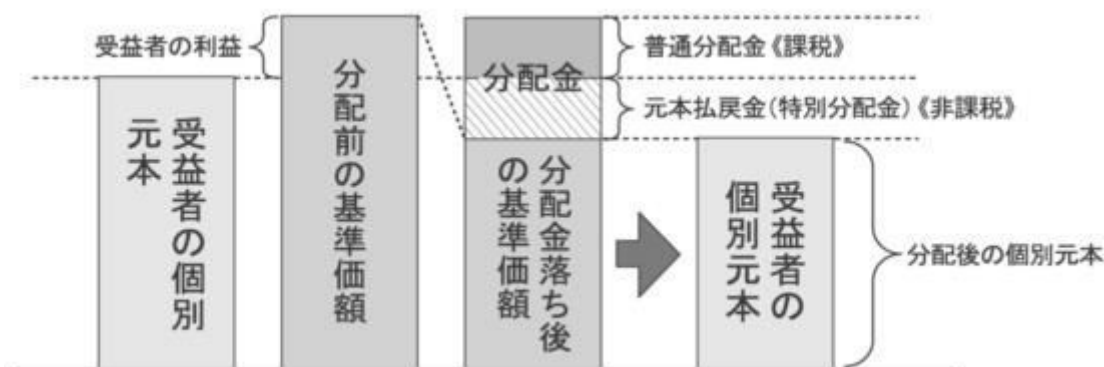 受益者の利益
受益者の個別
元本
分配前の基準価額
分配金
普通分配金《課税》
元本払戻金(特別分配金)《非課税》
分配金落ち後
の基準価額
受益者の
個別元本
分配後の個別元本